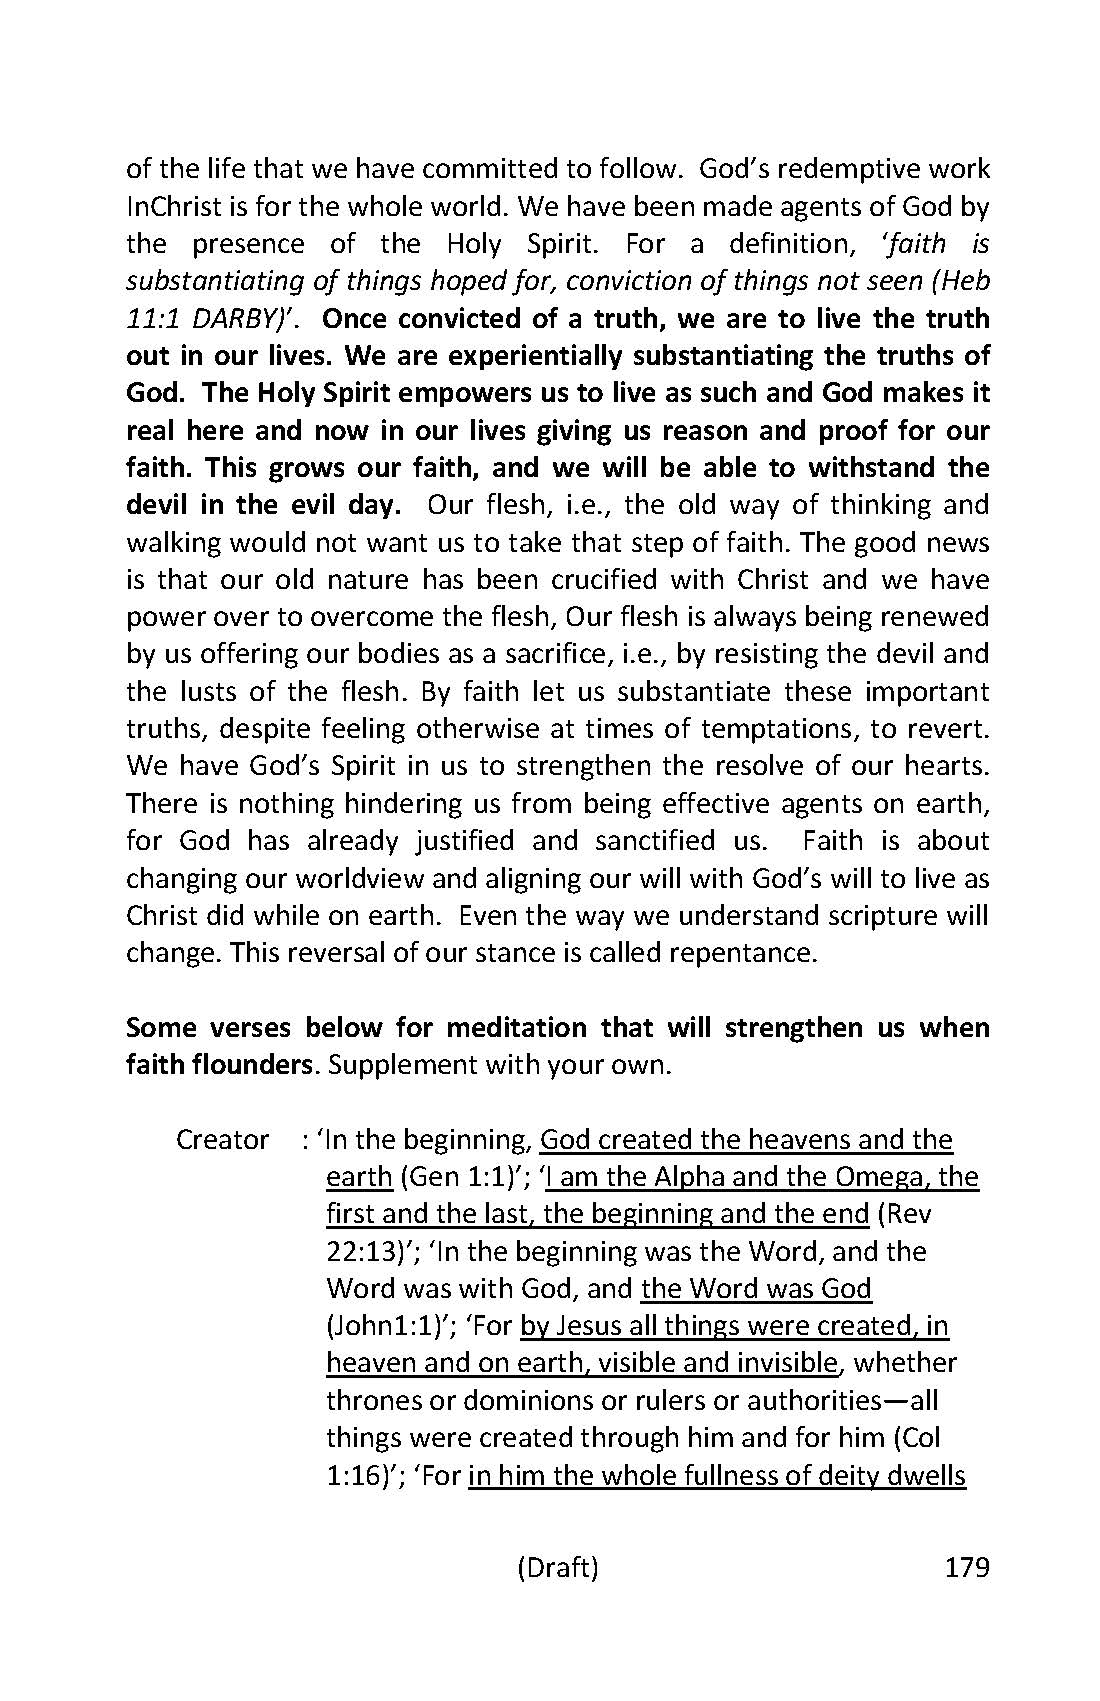 of the life that we have committed to follow.  God’s redemptive work
InChrist is for the whole world. We have been made agents of God by
the presence of the Holy Spirit. For a definition, ‘faith is
substantiating of things hoped for, conviction of things not seen (Heb
11:1 DARBY)’.  Once convicted of a truth, we are to live the truth
out in our lives. We are experientially substantiating the truths of
God.  The Holy Spirit empowers us to live as such and God makes it
real here and now in our lives giving us reason and proof for our
faith. This grows our faith, and we will be able to withstand the
devil in the evil day.  Our flesh, i.e., the old way of thinking and
walking would not want us to take that step of faith. The good news
is that our old nature has been crucified with Christ and we have
power over to overcome the flesh, Our flesh is always being renewed
by us offering our bodies as a sacrifice, i.e., by resisting the devil and
the lusts of the flesh. By faith let us substantiate these important
truths, despite feeling otherwise at times of temptations, to revert.
We have God’s Spirit in us to strengthen the resolve of our hearts.
There is nothing hindering us from being effective agents on earth,
for God has already justified and sanctified us.  Faith is about
changing our worldview and aligning our will with God’s will to live as
Christ did while on earth.  Even the way we understand scripture will
change. This reversal of our stance is called repentance.
Some verses below for meditation that will strengthen us when
faith flounders. Supplement with your own.
Creator : ‘In the beginning, God created the heavens and the
earth (Gen 1:1)’; ‘I am the Alpha and the Omega, the
first and the last, the beginning and the end (Rev
22:13)’; ‘In the beginning was the Word, and the
Word was with God, and the Word was God
(John1:1)’; ‘For by Jesus all things were created, in
heaven and on earth, visible and invisible, whether
thrones or dominions or rulers or authorities—all
things were created through him and for him (Col
1:16)’; ‘For in him the whole fullness of deity dwells
(Draft) 179